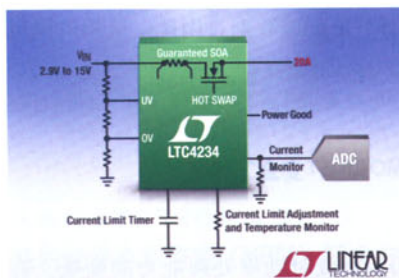 Guaranteed SOA
VIN
2.9V to 15V
20A
HOT SWAP
UV
OV
LTC4234
Power Good
Current
Monitor
ADC
Current Limit Timer
Current Limit Adjustment
and Temperature Monitor
LINEAR
TECHNOLOGY